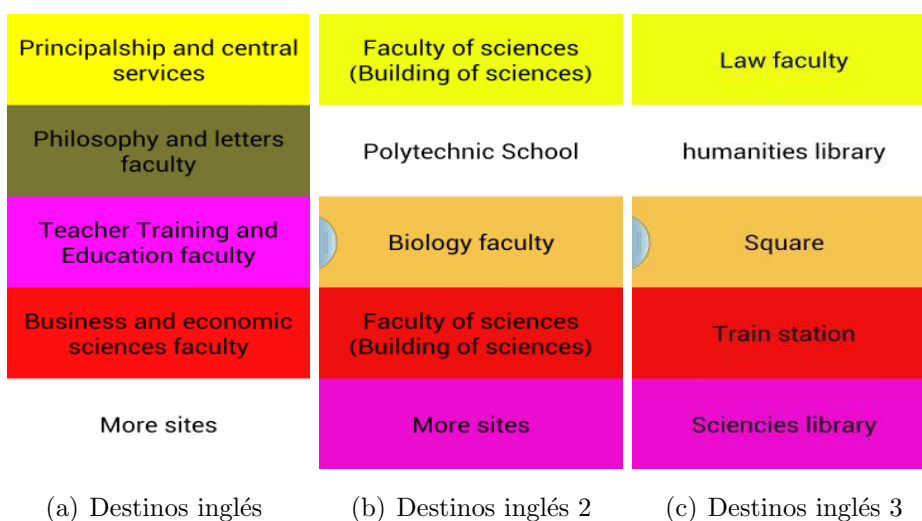 Principalship and central
services
Philosophy and letters
faculty
Teacher Training and
Education faculty
Business and economic
sciences faculty
More sites
(a) Destinos inglés
Faculty of sciences
(Building of sciences)
Polytechnic School
Biology faculty
Faculty of sciences
(Building of sciences)
More sites
(b) Destinos inglés 2
Law faculty
humanities library
Square
Train station
Sciencies library
(c) Destinos inglés 3